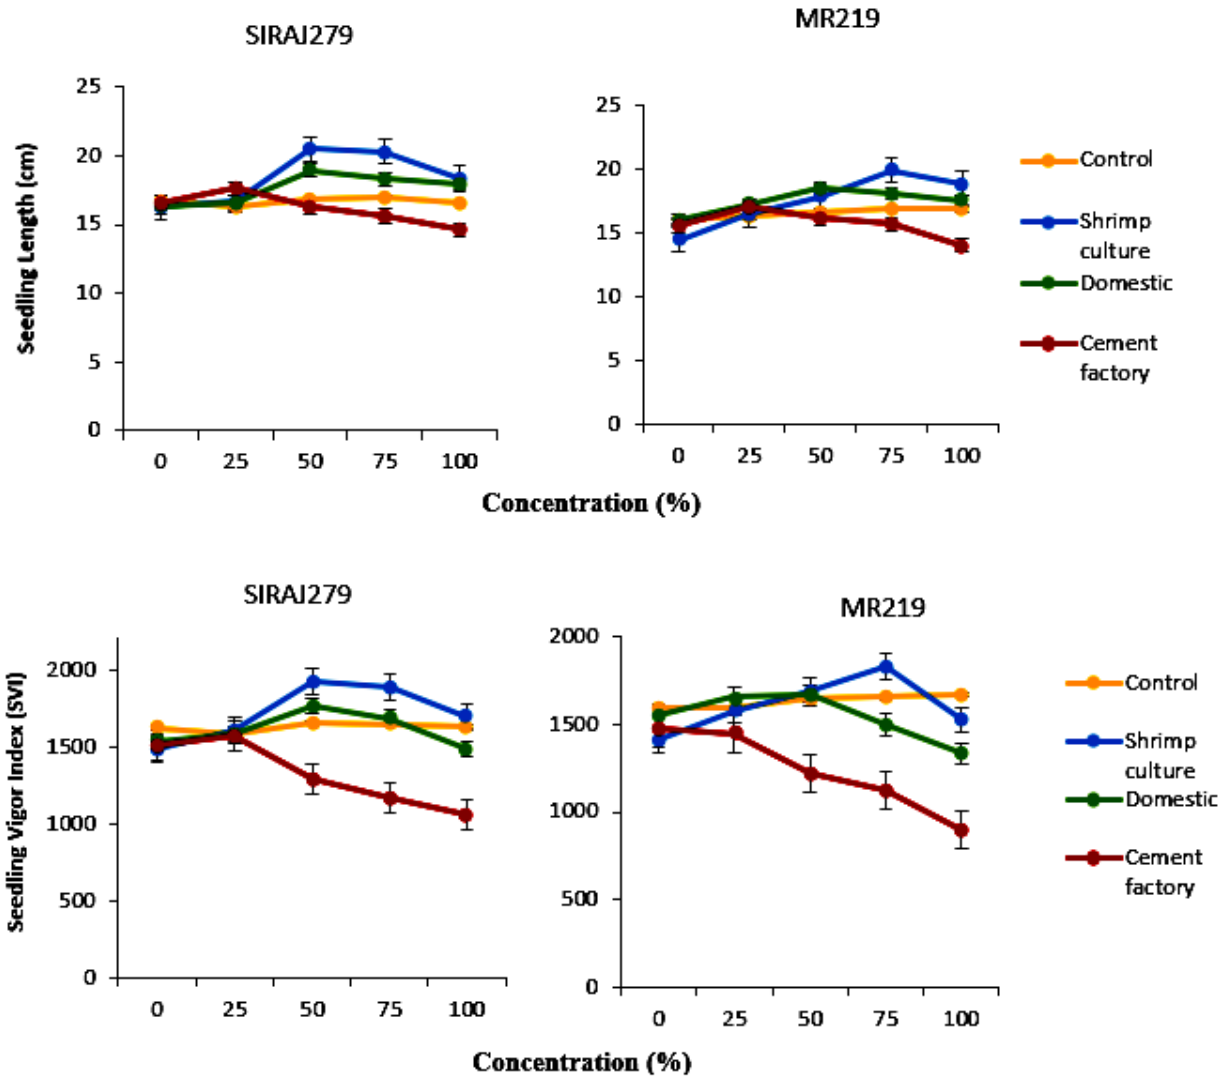 SIRAJ279
MR219
Seedling Length (cm)
25
20
15
10
5
0
0 25 50 75 100
25
20
15
10
5
0
0 25 50 75 100
Control
Shrimp
culture
Domestic
Cement
factory
Concentration (%)
SIRAJ279
MR219
Seedling Vigor Index (SVI)
2000
1500
1000
500
0
0 25 50 75 100
2000
1500
1000
500
0
0 25 50 75 100
Control
Shrimp
culture
Domestic
Cement
factory
Concentration (%)